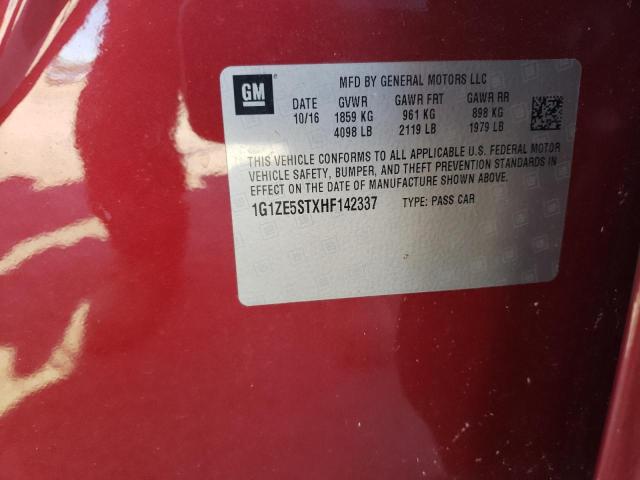 GM ®
MFD BY GENERAL MOTORS LLC
10/16 GVWR GAWR FRT GAWR RR
1859 KG 961 KG 898 KG
4098 LB 2119 LB 1979 LB
THIS VEHICLE CONFORMS TO ALL APPLICABLE U.S. FEDERAL MOTOR
VEHICLE SAFETY, BUMPER, AND THEFT PREVENTION STANDARDS IN
EFFECT ON THE DATE OF MANUFACTURE SHOWN ABOVE.
1G1ZE5STXHF142337 TYPE: PASS CAR